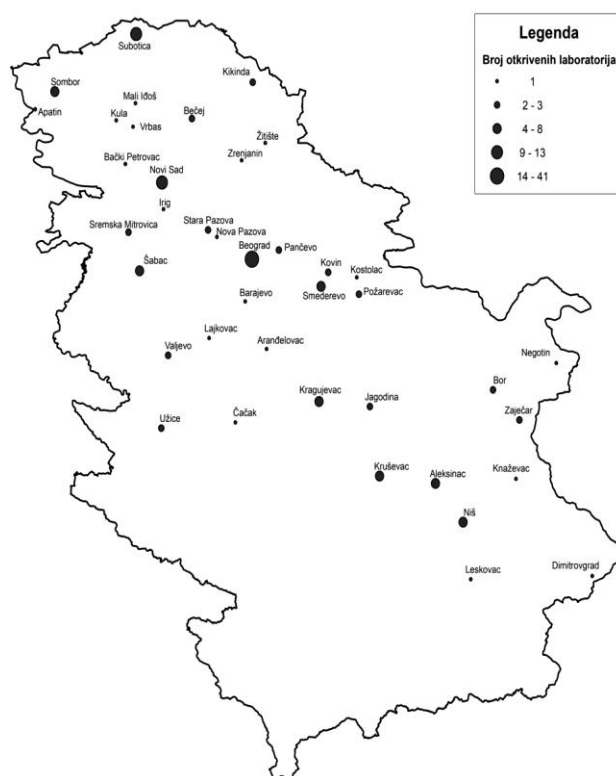 Legenda
Broj otkrivenih laboratorija
1
2 - 3
4 - 8
9 - 13
14 - 41
Subotica
Kikinda
Sombor
Mali Iđoš
Apatin
Kula
Bečej
Vrbas
Žitište
Zrenjanin
Bački Petrovac
Novi Sad
Irig
Sremska Mitrovica
Stara Pazova
Nova Pazova
Beograd
Pančevo
Šabac
Kovin
Kostolac
Smederevo
Požarevac
Barajevo
Lajkovac
Valjevo
Aranđelovac
Negotin
Bor
Kragujevac
Jagodina
Zaječar
Užice
Čačak
Kruševac
Aleksinac
Knaževac
Niš
Leskovac
Dimitrovgrad